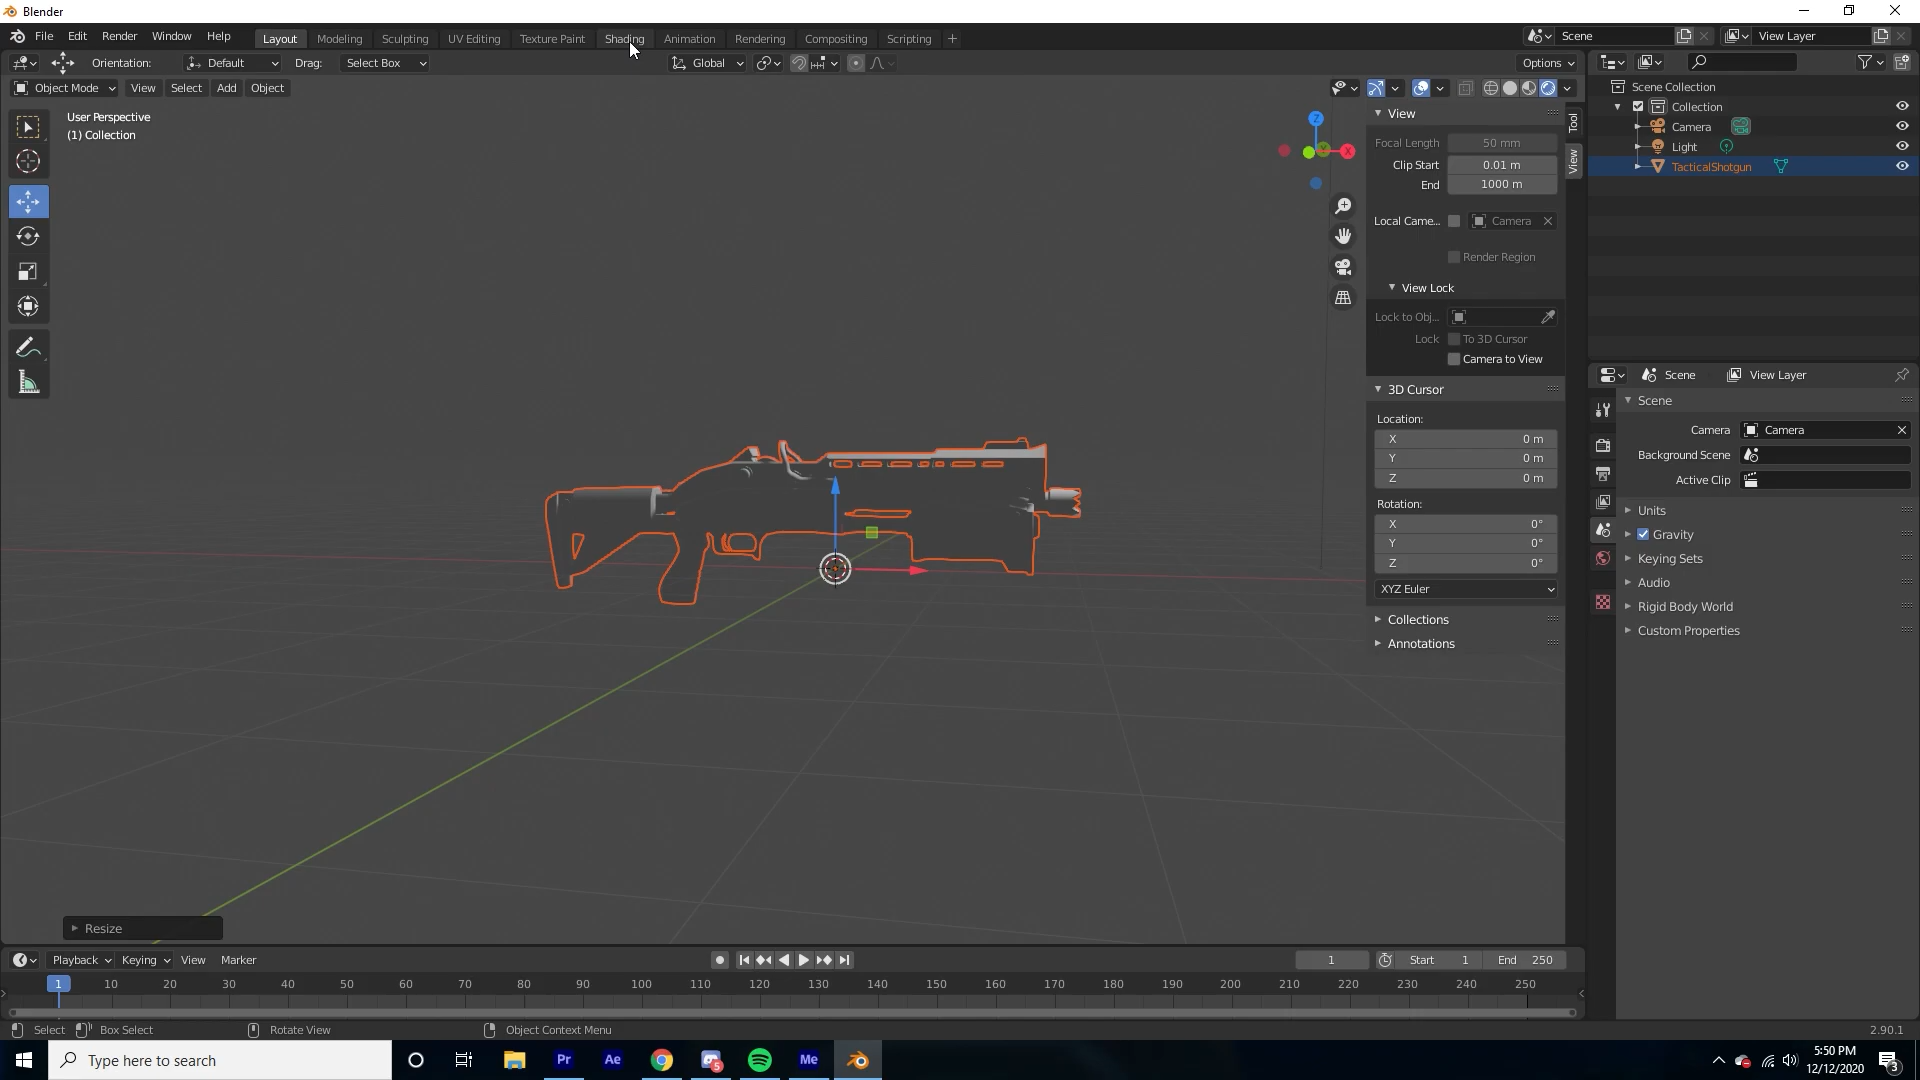 Blender
File Edit Render Window Help Layout Modeling Sculpting UV Editing Texture Paint Shading Animation Rendering Compositing Scripting + Scene View Layer
Orientation: Default Drag: Select Box Global Options
Object Mode View Select Add Object
User Perspective
(1) Collection
Z
X
Y
View
Focal Length 50 mm
Clip Start 0.01 m
End 1000 m
Local Came... Camera
Render Region
View Lock
Lock to Obj...
Lock To 3D Cursor
Camera to View
3D Cursor
Location:
X 0 m
Y 0 m
Z 0 m
Rotation:
X 0°
Y 0°
Z 0°
XYZ Euler
Collections
Annotations
Tool
View
Scene Collection
Collection
Camera
Light
TacticalShotgun
Scene View Layer
Scene
Camera Camera
Background Scene
Active Clip
Units
Gravity
Keying Sets
Audio
Rigid Body World
Custom Properties
Resize
Playback Keying View Marker 1 Start 1 End 250
1 10 20 30 40 50 60 70 80 90 100 110 120 130 140 150 160 170 180 190 200 210 220 230 240 250
Select Box Select Rotate View Object Context Menu 2.90.1
Type here to search Pr Ae 5 Me 5:50 PM
12/12/2020 3